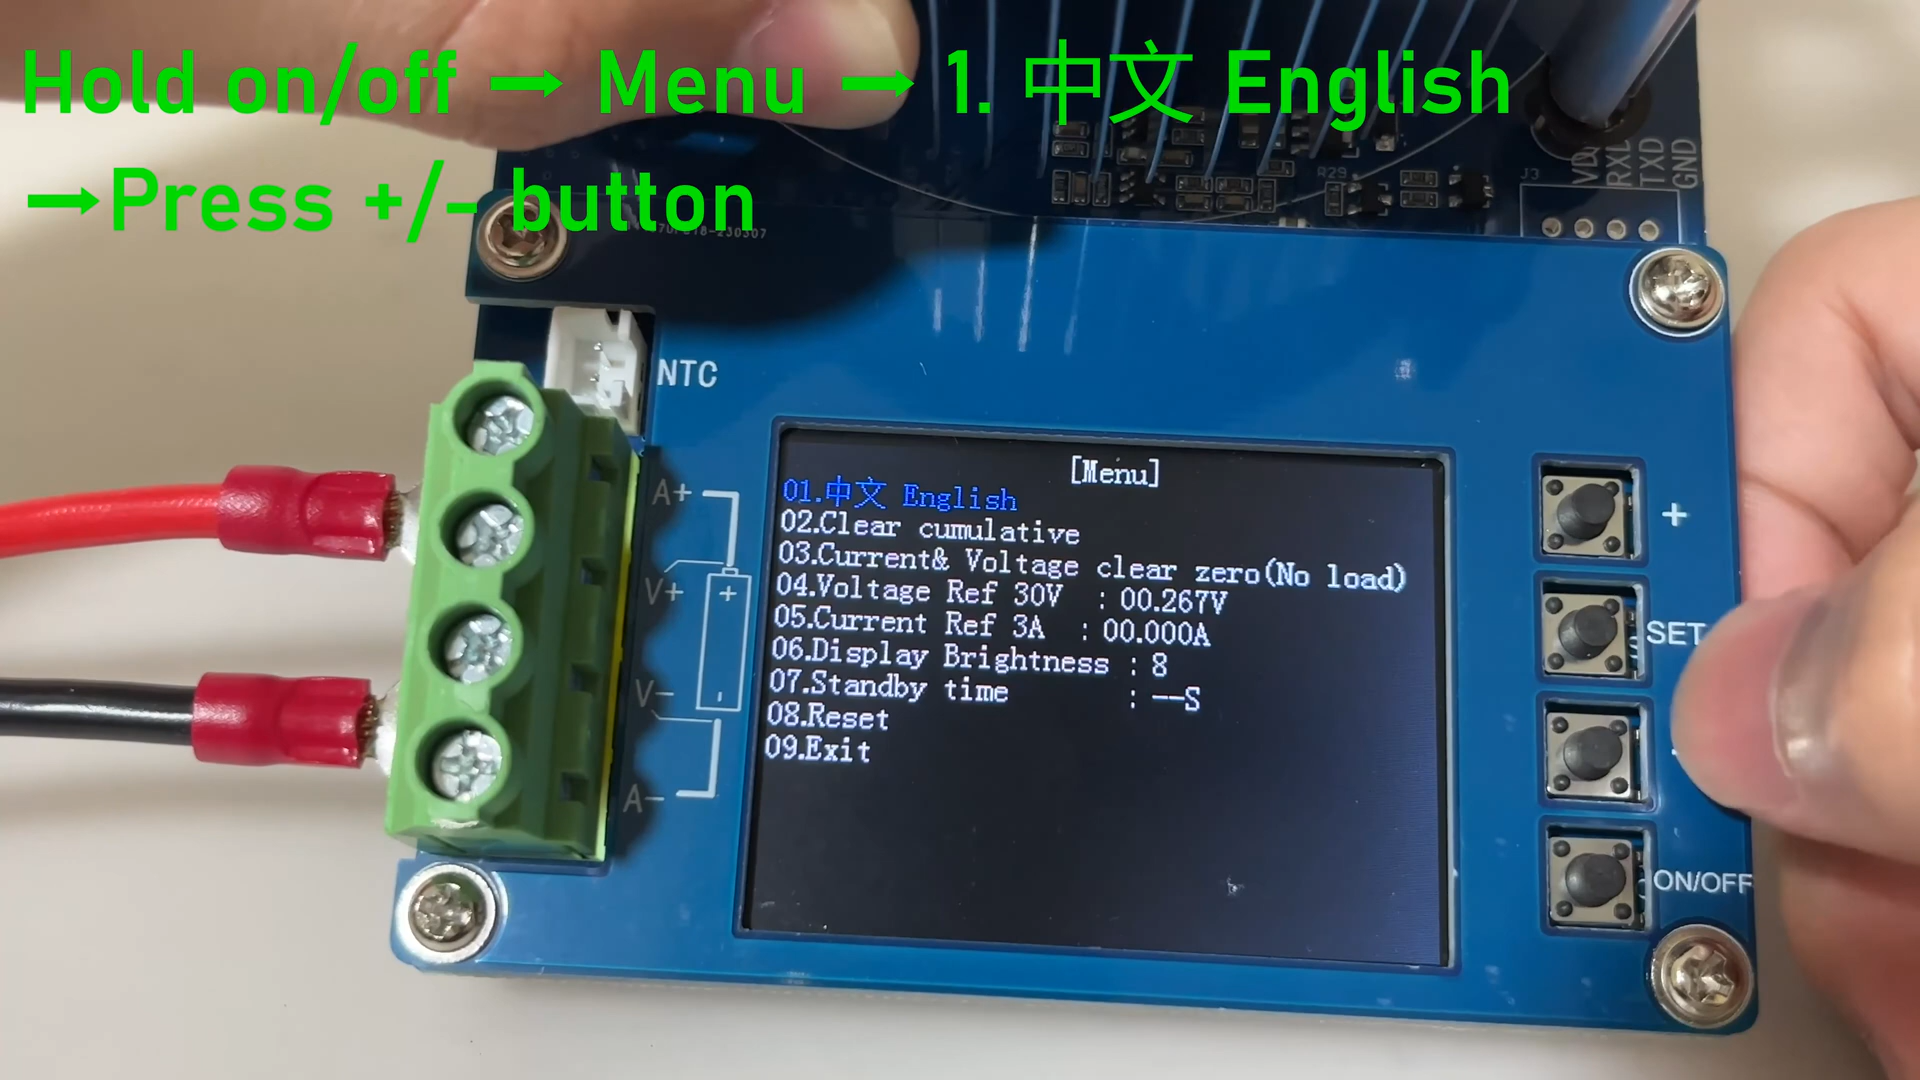 Hold on/off → Menu → 1. 中文 English
→Press +/- button
R29
J3
RXD
TXD
GND
NTC
[Menu]
01.中文 English
02.Clear cumulative
03.Current& Voltage clear zero(No load)
04.Voltage Ref 30V : 00.267V
05.Current Ref 3A : 00.000A
06.Display Brightness : 8
07.Standby time : --S
08.Reset
09.Exit
A+
V+
+
-
V-
A-
+
SET
ON/OFF